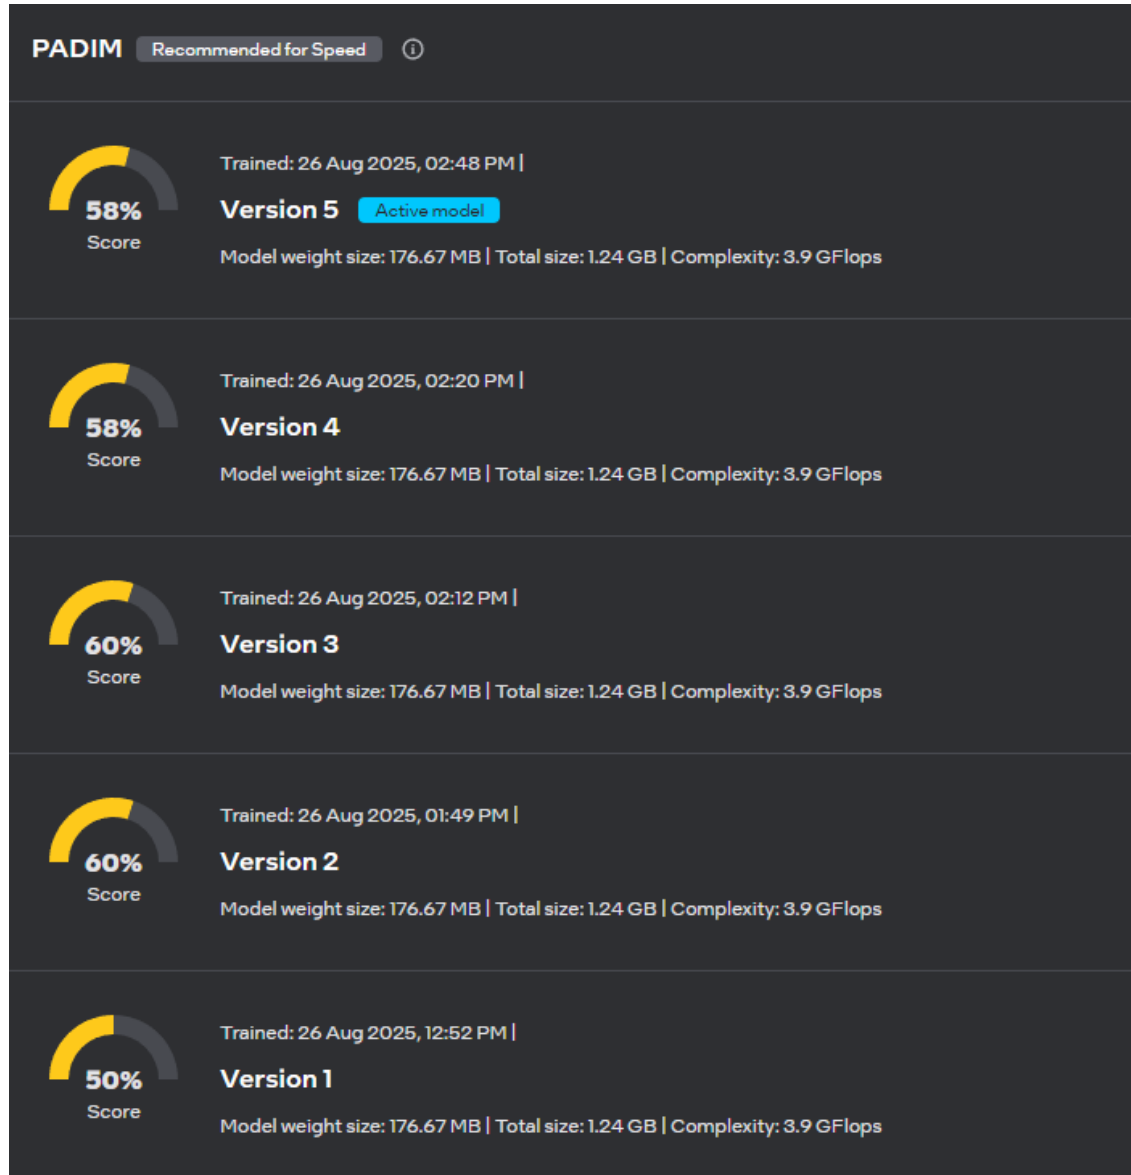 PADIM Recommended for Speed
Trained: 26 Aug 2025, 02:48 PM |
58%
Score
Version 5 Active model
Model weight size: 176.67 MB | Total size: 1.24 GB | Complexity: 3.9 GFlops
Trained: 26 Aug 2025, 02:20 PM |
58%
Score
Version 4
Model weight size: 176.67 MB | Total size: 1.24 GB | Complexity: 3.9 GFlops
Trained: 26 Aug 2025, 02:12 PM |
60%
Score
Version 3
Model weight size: 176.67 MB | Total size: 1.24 GB | Complexity: 3.9 GFlops
Trained: 26 Aug 2025, 01:49 PM |
60%
Score
Version 2
Model weight size: 176.67 MB | Total size: 1.24 GB | Complexity: 3.9 GFlops
Trained: 26 Aug 2025, 12:52 PM |
50%
Score
Version 1
Model weight size: 176.67 MB | Total size: 1.24 GB | Complexity: 3.9 GFlops